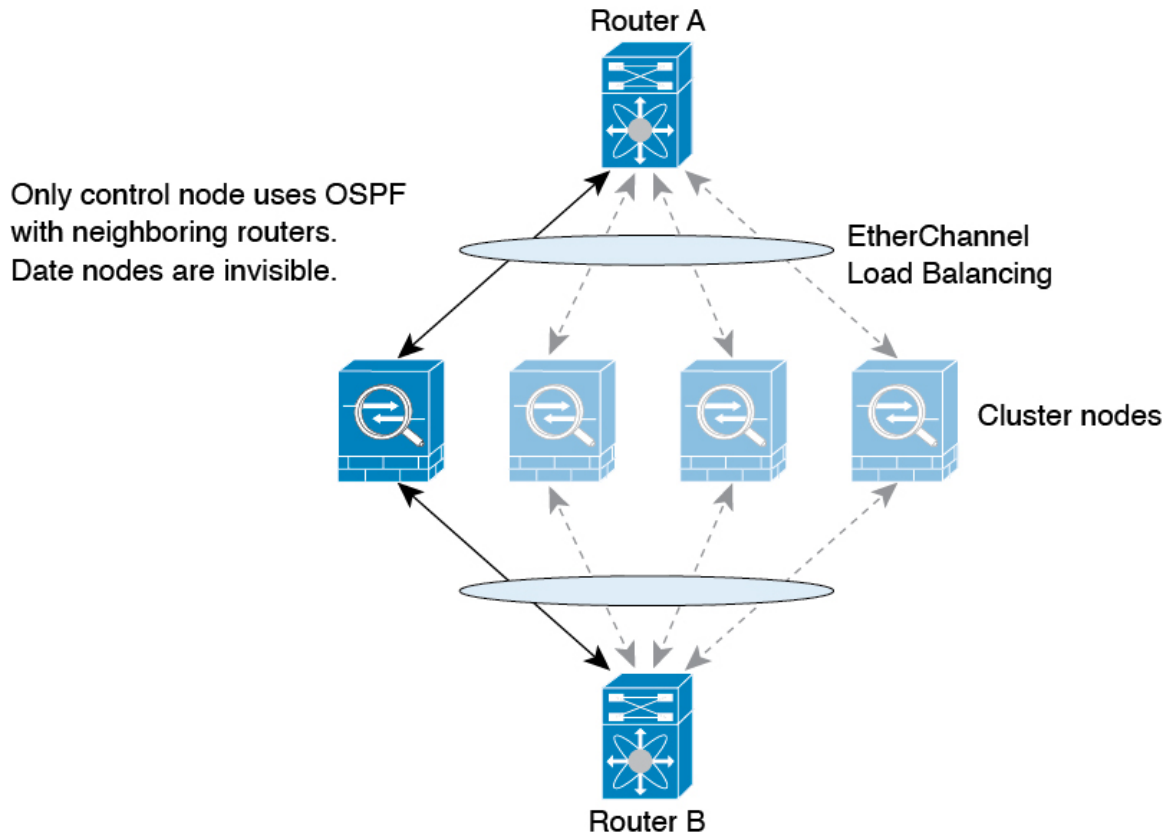 Router A
Only control node uses OSPF
with neighboring routers.
Date nodes are invisible.
EtherChannel
Load Balancing
Cluster nodes
Router B